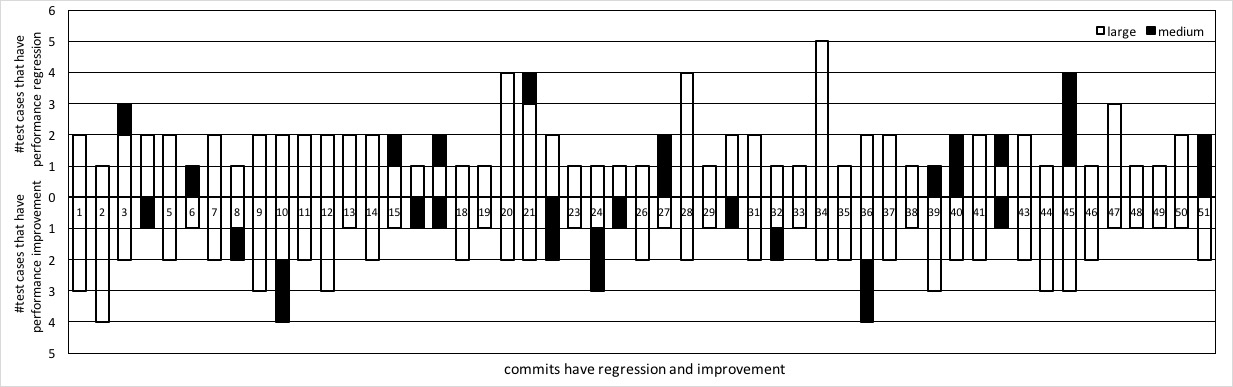 #test cases that have
performance regression
#test cases that have
performance improvement
6
5
4
3
2
1
0
1
2
3
4
5
large medium
1 2 3 5 6 7 8 9 10 11 12 13 14 15 18 19 20 21 23 24 26 27 28 29 31 32 33 34 35 36 37 38 39 40 41 43 44 45 46 47 48 49 50 51
commits have regression and improvement